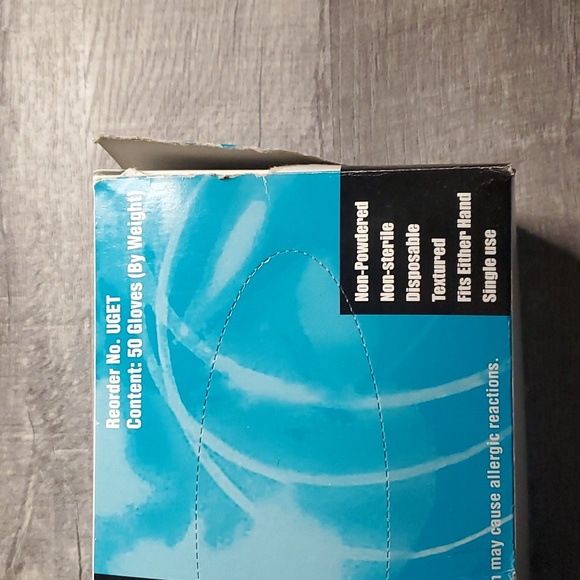 Reorder No. UGET
Content: 50 Gloves (By Weight)
Non-Powdered
Non-sterile
Disposable
Textured
Fits Either Hand
Single use
may cause allergic reactions.